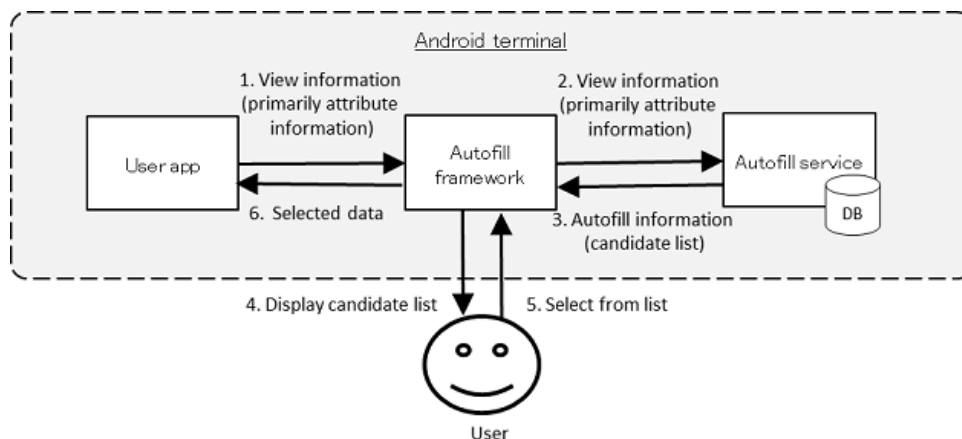 Android terminal
1. View information
(primarily attribute
information)
2. View information
(primarily attribute
information)
User app
Autofill
framework
Autofill service
DB
6. Selected data
3. Autofill information
(candidate list)
4. Display candidate list
5. Select from list
User